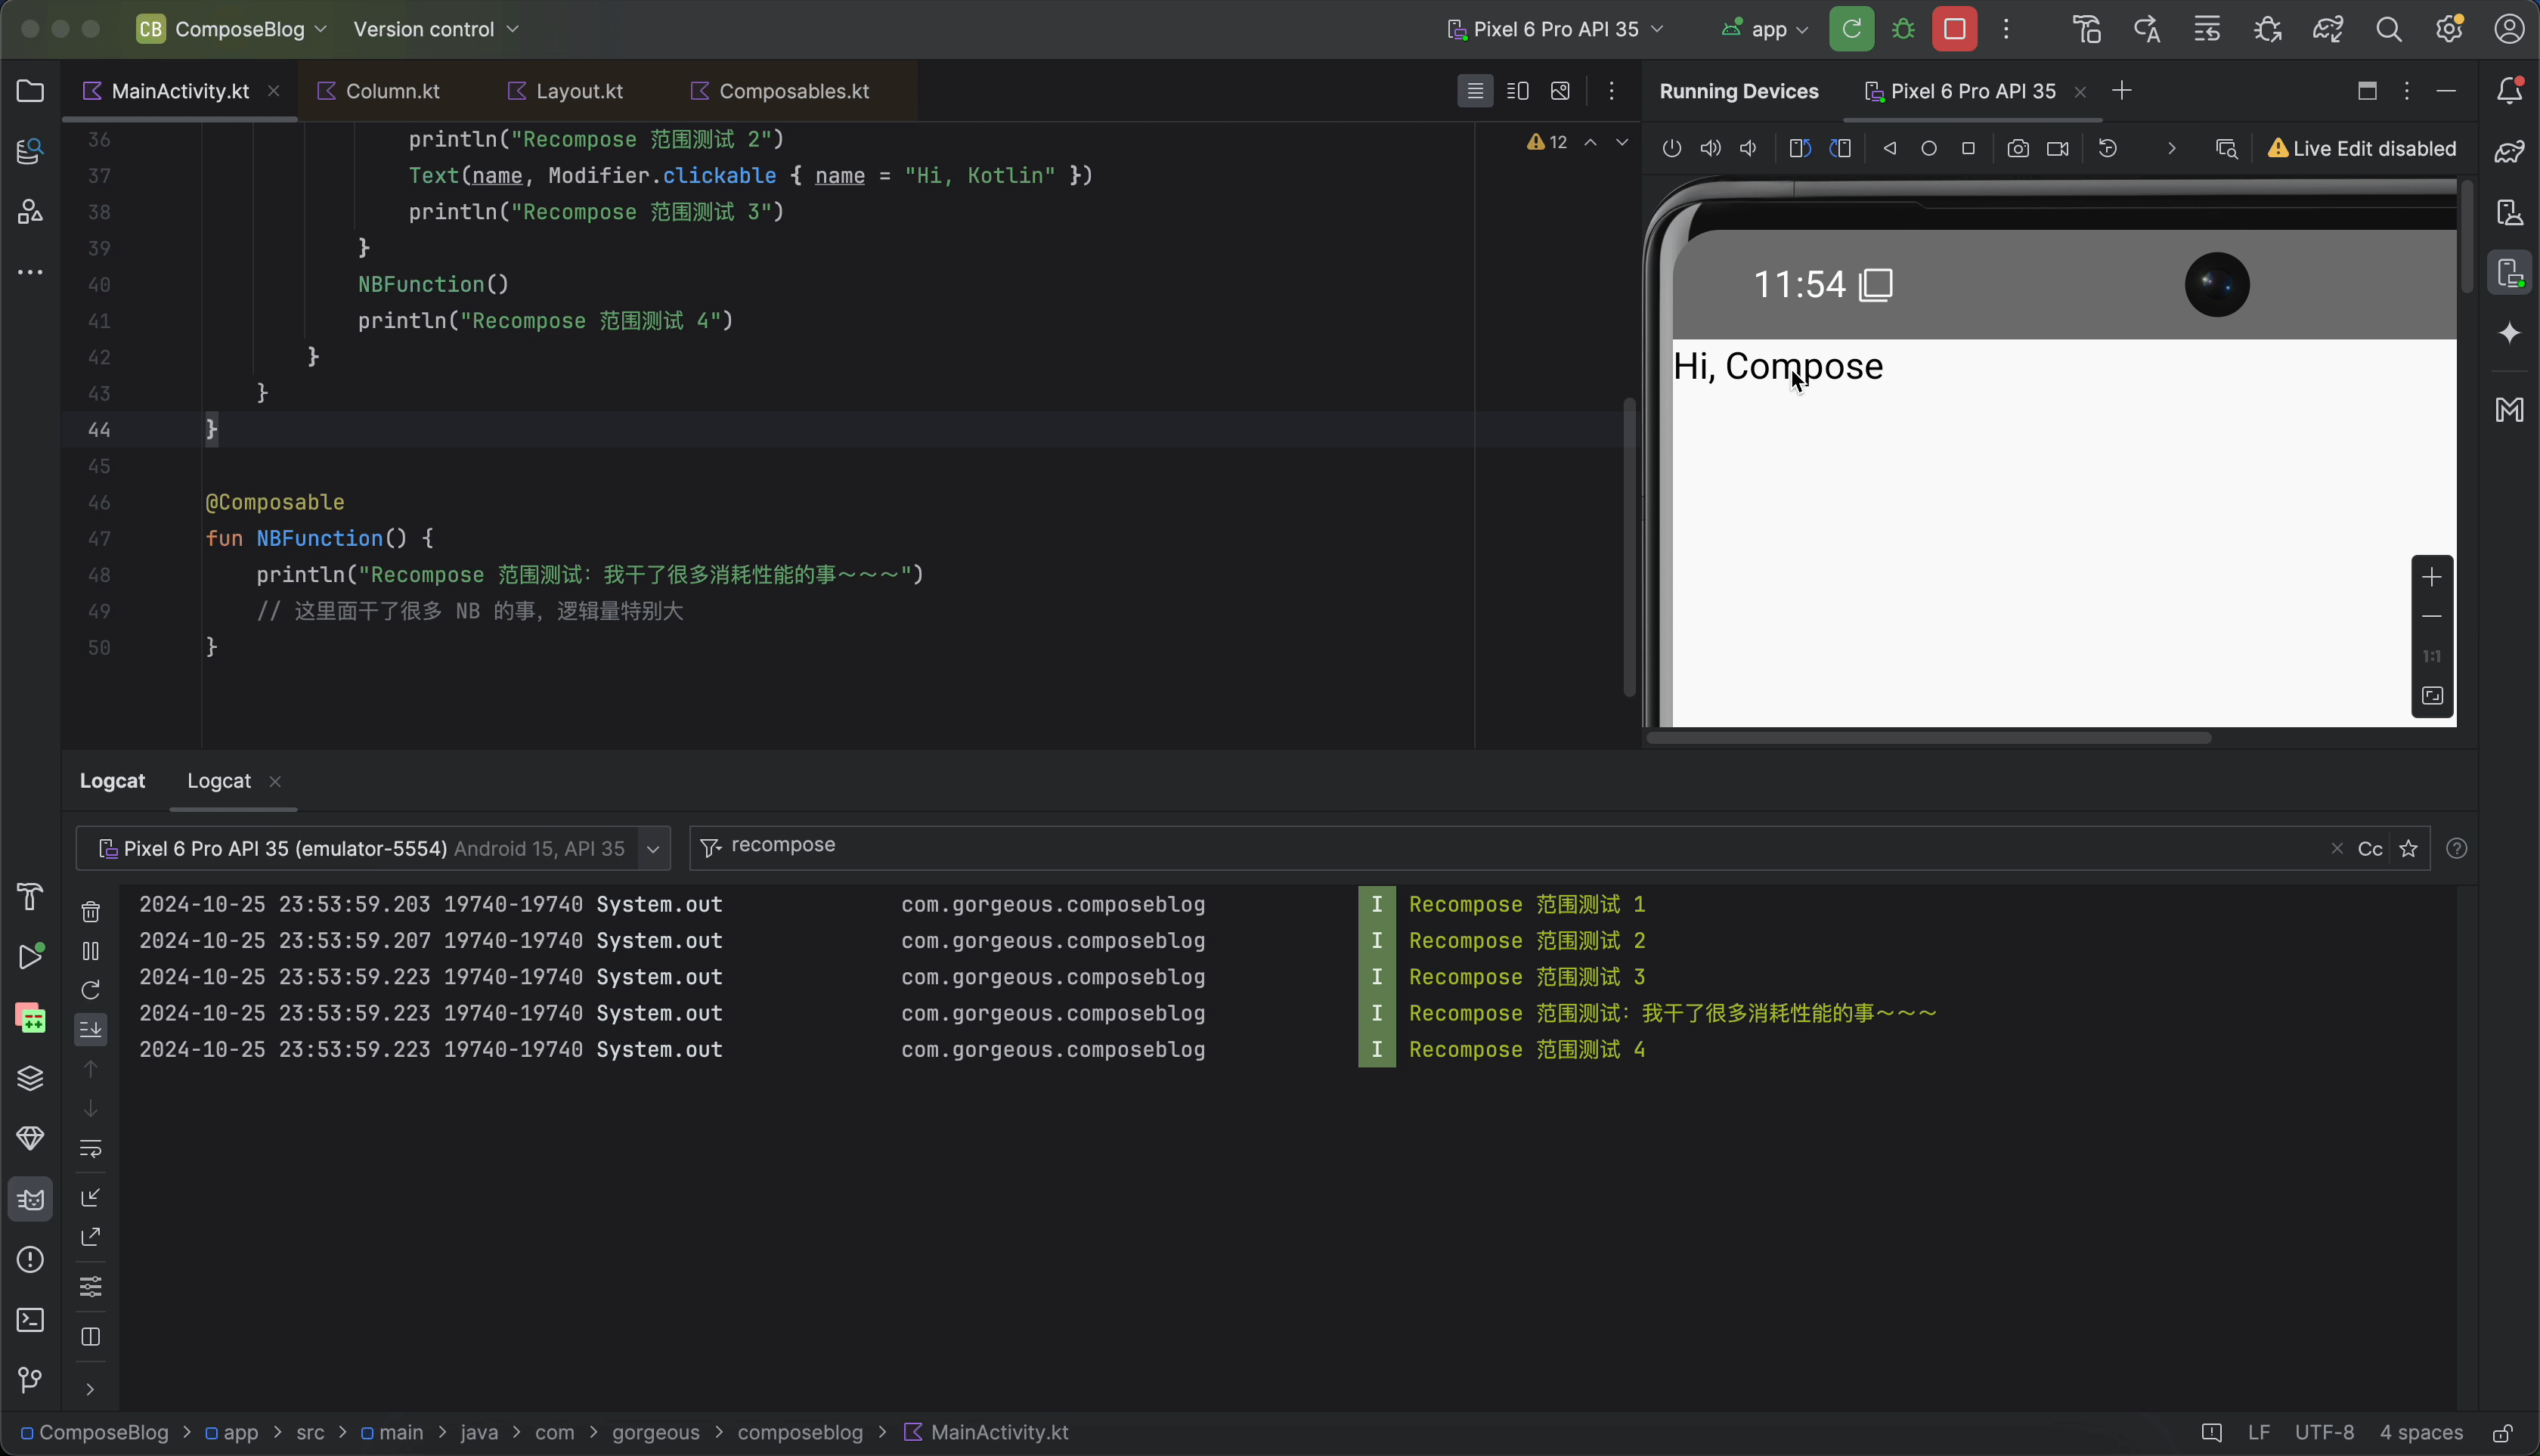 CB ComposeBlog Version control Pixel 6 Pro API 35 app
MainActivity.kt Column.kt Layout.kt Composables.kt Running Devices Pixel 6 Pro API 35
36 println("Recompose 范围测试 2") 12 Live Edit disabled
37 Text(name, Modifier.clickable { name = "Hi, Kotlin" })
38 println("Recompose 范围测试 3")
39 }
40 NBFunction()
41 println("Recompose 范围测试 4")
42 }
43 }
44 }
45
46 @Composable
47 fun NBFunction() {
48 println("Recompose 范围测试：我干了很多消耗性能的事～～～")
49 // 这里面干了很多 NB 的事，逻辑量特别大
50 }
11:54
Hi, Compose
1:1
Logcat Logcat
Pixel 6 Pro API 35 (emulator-5554) Android 15, API 35 recompose Cc
2024-10-25 23:53:59.203 19740-19740 System.out com.gorgeous.composeblog I Recompose 范围测试 1
2024-10-25 23:53:59.207 19740-19740 System.out com.gorgeous.composeblog I Recompose 范围测试 2
2024-10-25 23:53:59.223 19740-19740 System.out com.gorgeous.composeblog I Recompose 范围测试 3
2024-10-25 23:53:59.223 19740-19740 System.out com.gorgeous.composeblog I Recompose 范围测试：我干了很多消耗性能的事～～～
2024-10-25 23:53:59.223 19740-19740 System.out com.gorgeous.composeblog I Recompose 范围测试 4
ComposeBlog > app > src > main > java > com > gorgeous > composeblog > MainActivity.kt LF UTF-8 4 spaces